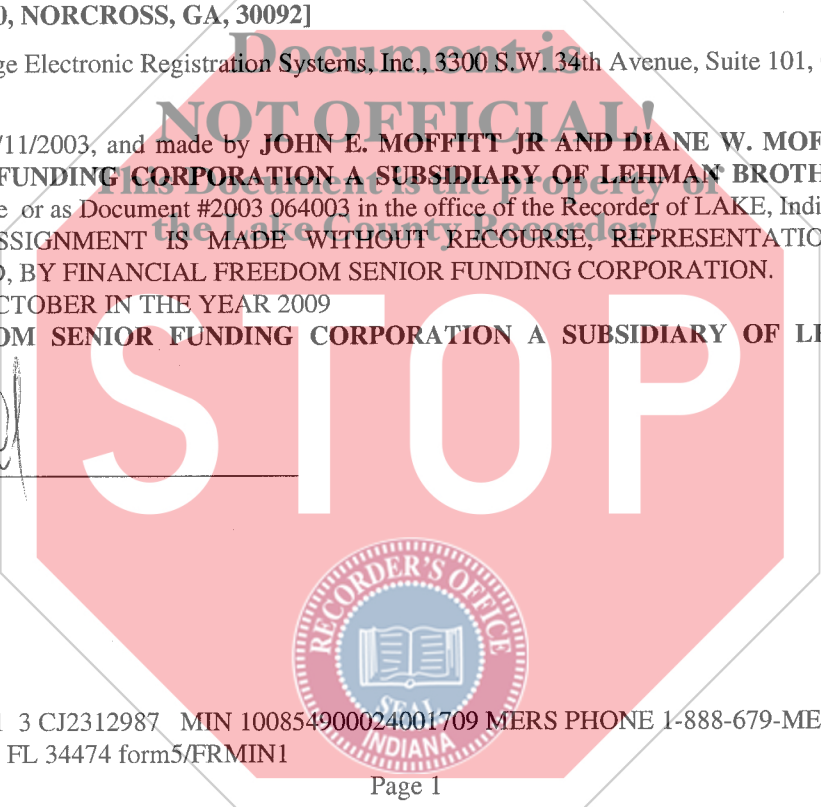 0, NORCROSS, GA, 30092]
Document is
ge Electronic Registration Systems, Inc., 3300 S.W. 34th Avenue, Suite 101,
NOT OFFICIAL!
/11/2003, and made by JOHN E. MOFFITT JR AND DIANE W. MOF
FUNDING CORPORATION A SUBSIDIARY OF LEHMAN BROTH
This Document is the property of
e or as Document #2003 064003 in the office of the Recorder of LAKE, Indi
the Lake County Recorder!
SSIGNMENT IS MADE WITHOUT RECOURSE, REPRESENTATIO
, BY FINANCIAL FREEDOM SENIOR FUNDING CORPORATION.
CTOBER IN THE YEAR 2009
OM SENIOR FUNDING CORPORATION A SUBSIDIARY OF LE
STOP
RECORDER'S OFFICE
SEAL
INDIANA
3 CJ2312987 MIN 100854900024001709 MERS PHONE 1-888-679-ME
FL 34474 form5/FRMIN1
Page 1